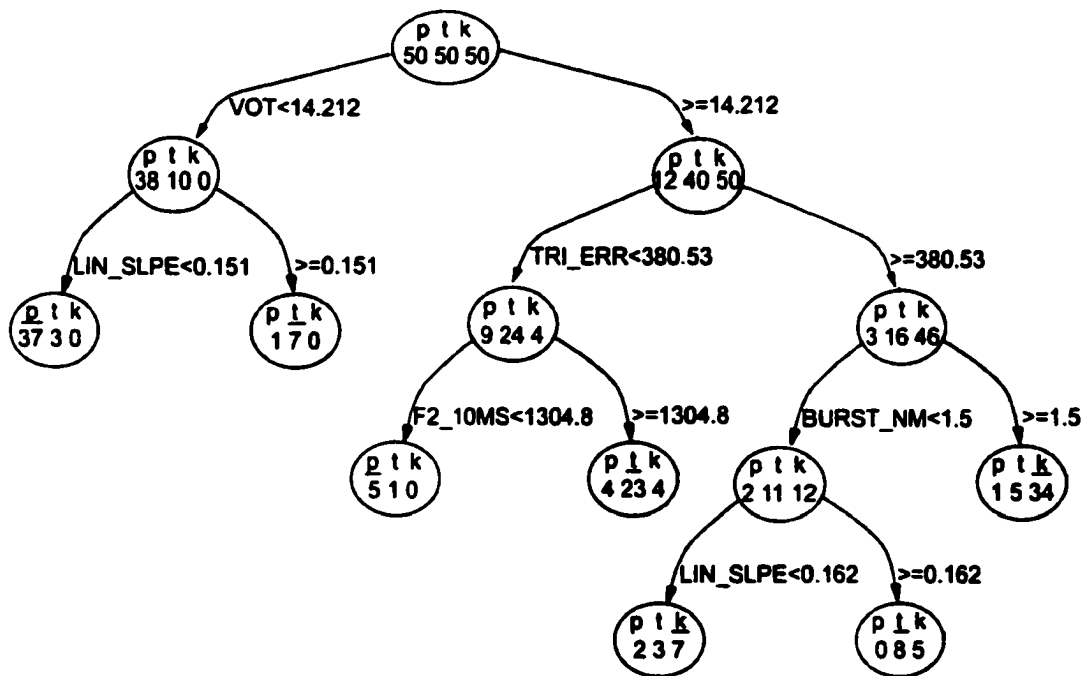 p t k
50 50 50
VOT<14.212
>=14.212
p t k
38 10 0
p t k
12 40 50
LIN_SLPE<0.151
>=0.151
TRI_ERR<380.53
>=380.53
p t k
37 3 0
p t k
1 7 0
p t k
9 24 4
p t k
3 16 46
F2_10MS<1304.8
>=1304.8
BURST_NM<1.5
>=1.5
p t k
5 1 0
p t k
4 23 4
p t k
2 11 12
p t k
1 5 34
LIN_SLPE<0.162
>=0.162
p t k
2 3 7
p t k
0 8 5